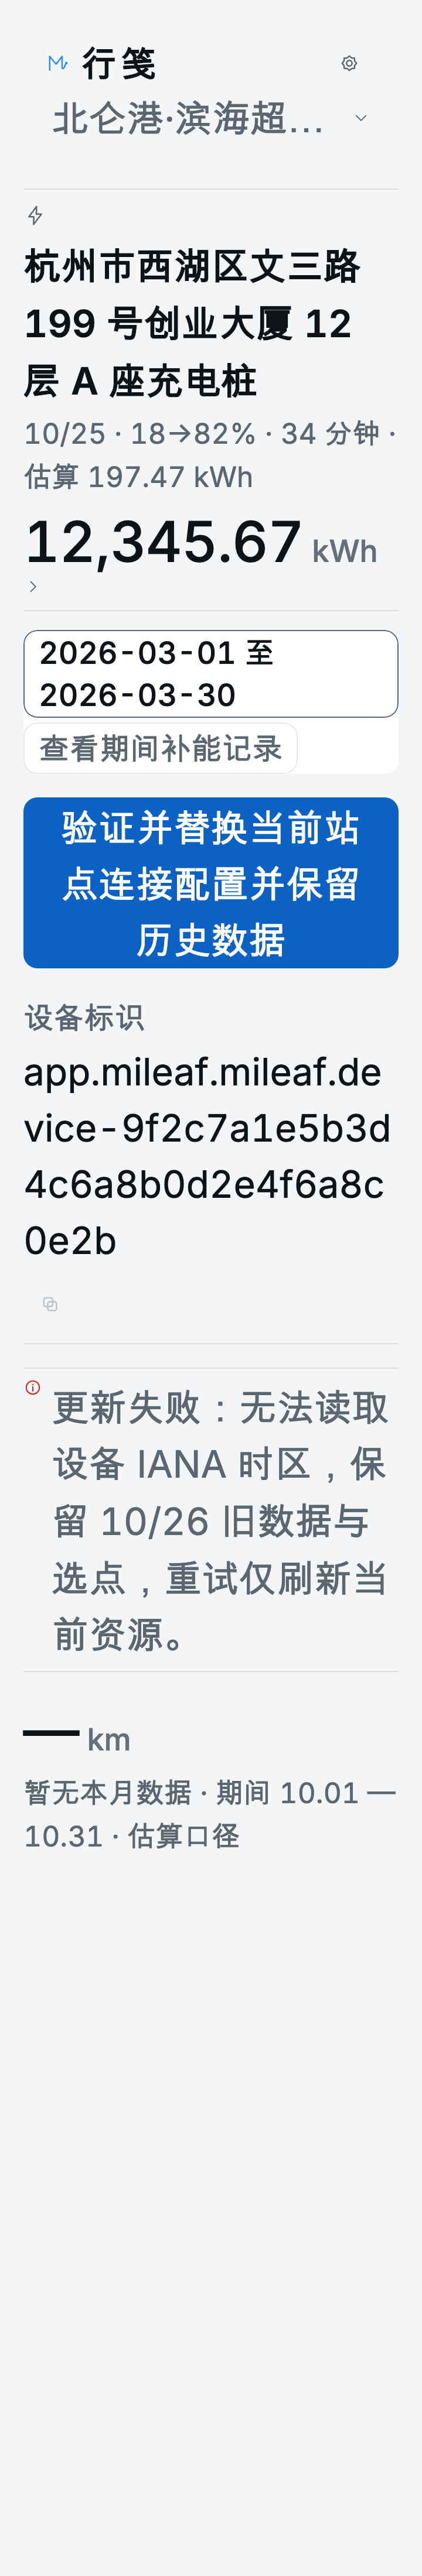 行笺
北仑港·滨海超…
杭州市西湖区文三路
199 号创业大厦 12
层 A 座充电桩
10/25 · 18→82% · 34 分钟 ·
估算 197.47 kWh
12,345.67 kWh
2026-03-01 至
2026-03-30
查看期间补能记录
验证并替换当前站
点连接配置并保留
历史数据
设备标识
app.mileaf.mileaf.de
vice-9f2c7a1e5b3d
4c6a8b0d2e4f6a8c
0e2b
更新失败：无法读取
设备 IANA 时区，保
留 10/26 旧数据与
选点，重试仅刷新当
前资源。
— km
暂无本月数据 · 期间 10.01 —
10.31 · 估算口径